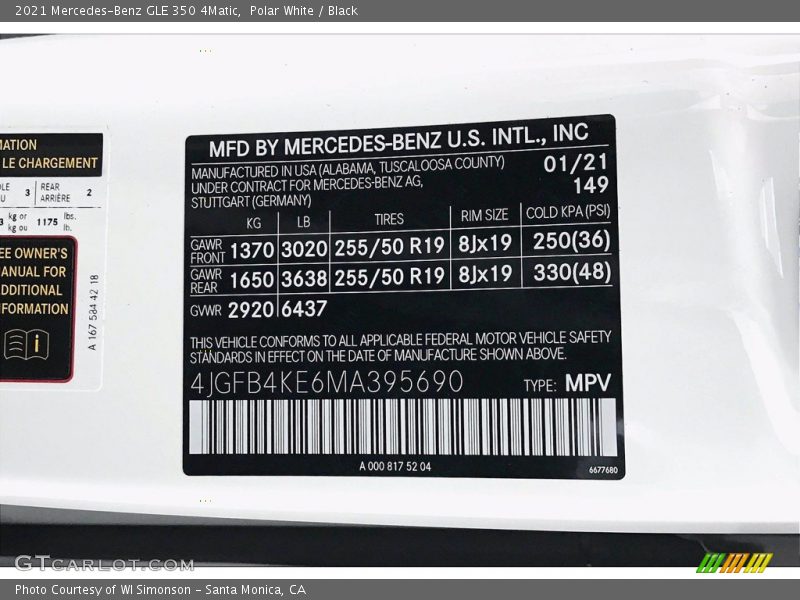 2021 Mercedes-Benz GLE 350 4Matic,  Polar White / Black
MATION
LE CHARGEMENT
3 REAR ARRIÈRE 2
kg or kg ou 1175 lbs. lb.
EE OWNER'S
ANUAL FOR
DDITIONAL
FORMATION
A 167 584 42 18
MFD BY MERCEDES-BENZ U.S. INTL., INC
MANUFACTURED IN USA (ALABAMA, TUSCALOOSA COUNTY) 01/21
UNDER CONTRACT FOR MERCEDES-BENZ AG, 149
STUTTGART (GERMANY)
KG LB TIRES RIM SIZE COLD KPA (PSI)
GAWR FRONT 1370 3020 255/50 R19 8Jx19 250(36)
GAWR REAR 1650 3638 255/50 R19 8Jx19 330(48)
GVWR 2920 6437
THIS VEHICLE CONFORMS TO ALL APPLICABLE FEDERAL MOTOR VEHICLE SAFETY
STANDARDS IN EFFECT ON THE DATE OF MANUFACTURE SHOWN ABOVE.
4JGFB4KE6MA395690 TYPE: MPV
A 000 817 52 04
6677680
GTCARLOT.COM
Photo Courtesy of WI Simonson - Santa Monica, CA